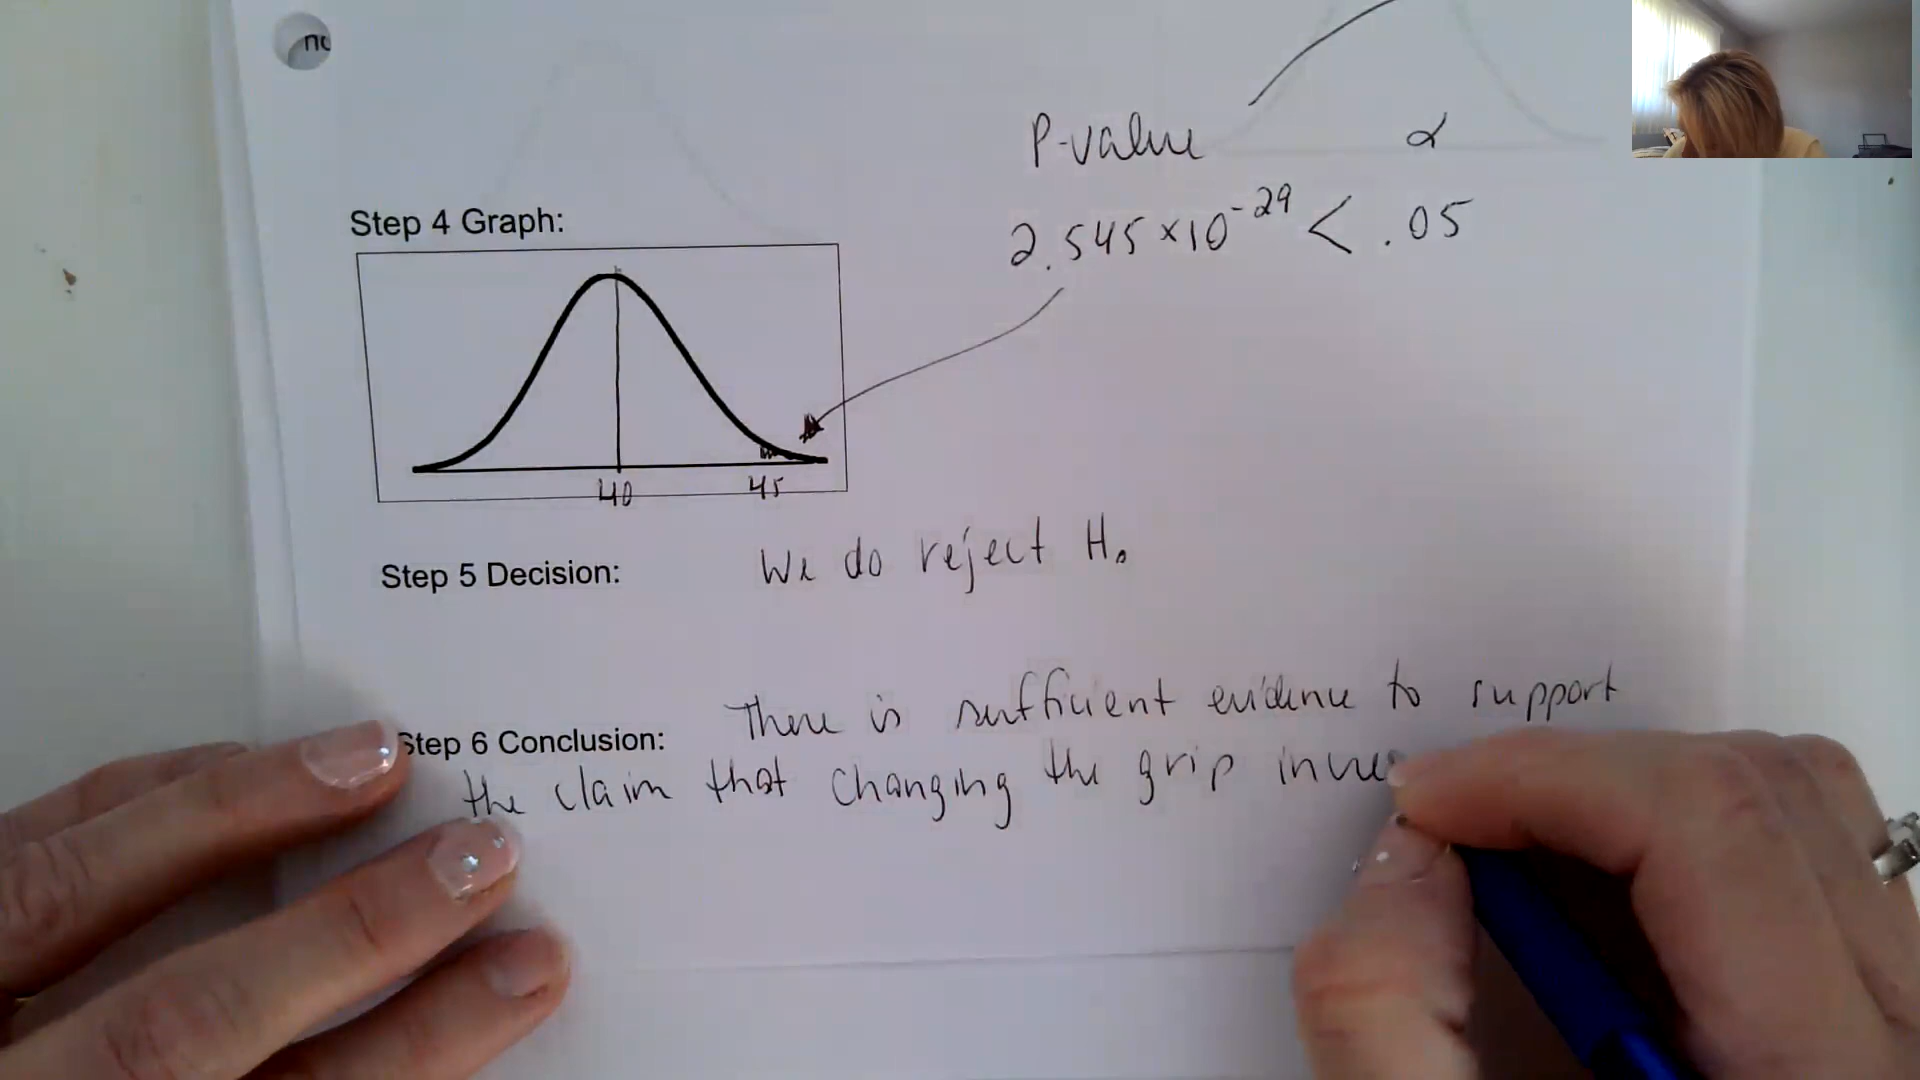 no
P-value α
2.545 × 10⁻²⁹ < .05
Step 4 Graph:
40 45
Step 5 Decision: We do reject H₀
Step 6 Conclusion: There is sufficient evidence to support
the claim that changing the grip